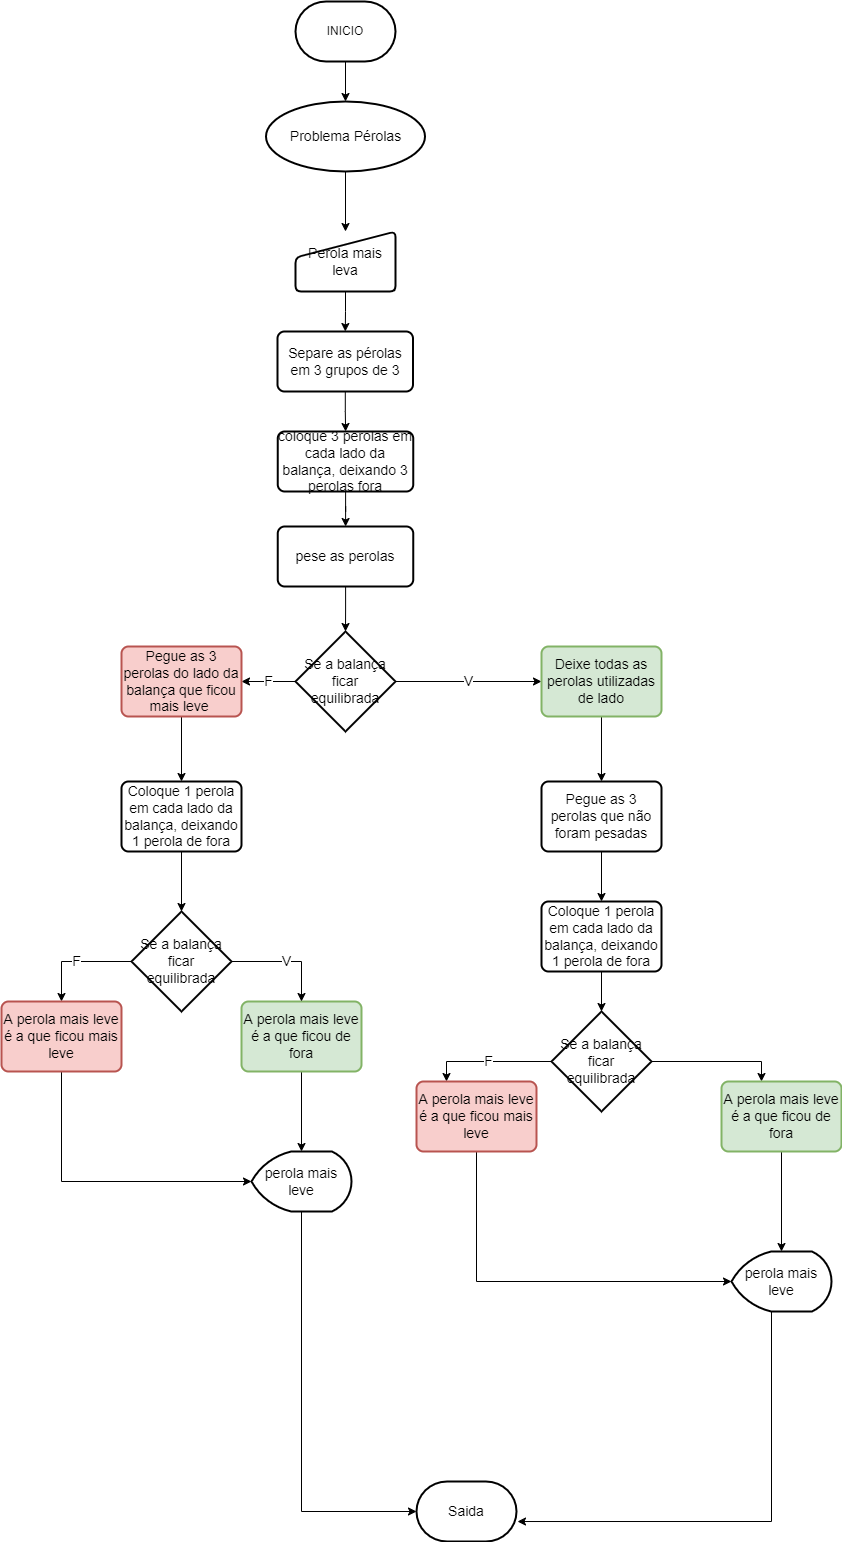 INICIO
Problema Pérolas
Perola mais
leva
Separe as pérolas
em 3 grupos de 3
coloque 3 perolas em
cada lado da
balança, deixando 3
perolas fora
pese as perolas
Se a balança
ficar
equilibrada
F
V
Pegue as 3
perolas do lado da
balança que ficou
mais leve
Deixe todas as
perolas utilizadas
de lado
Coloque 1 perola
em cada lado da
balança, deixando
1 perola de fora
Pegue as 3
perolas que não
foram pesadas
Se a balança
ficar
equilibrada
F
V
Coloque 1 perola
em cada lado da
balança, deixando
1 perola de fora
A perola mais leve
é a que ficou mais
leve
A perola mais leve
é a que ficou de
fora
Se a balança
ficar
equilibrada
F
A perola mais leve
é a que ficou mais
leve
A perola mais leve
é a que ficou de
fora
perola mais
leve
perola mais
leve
Saida